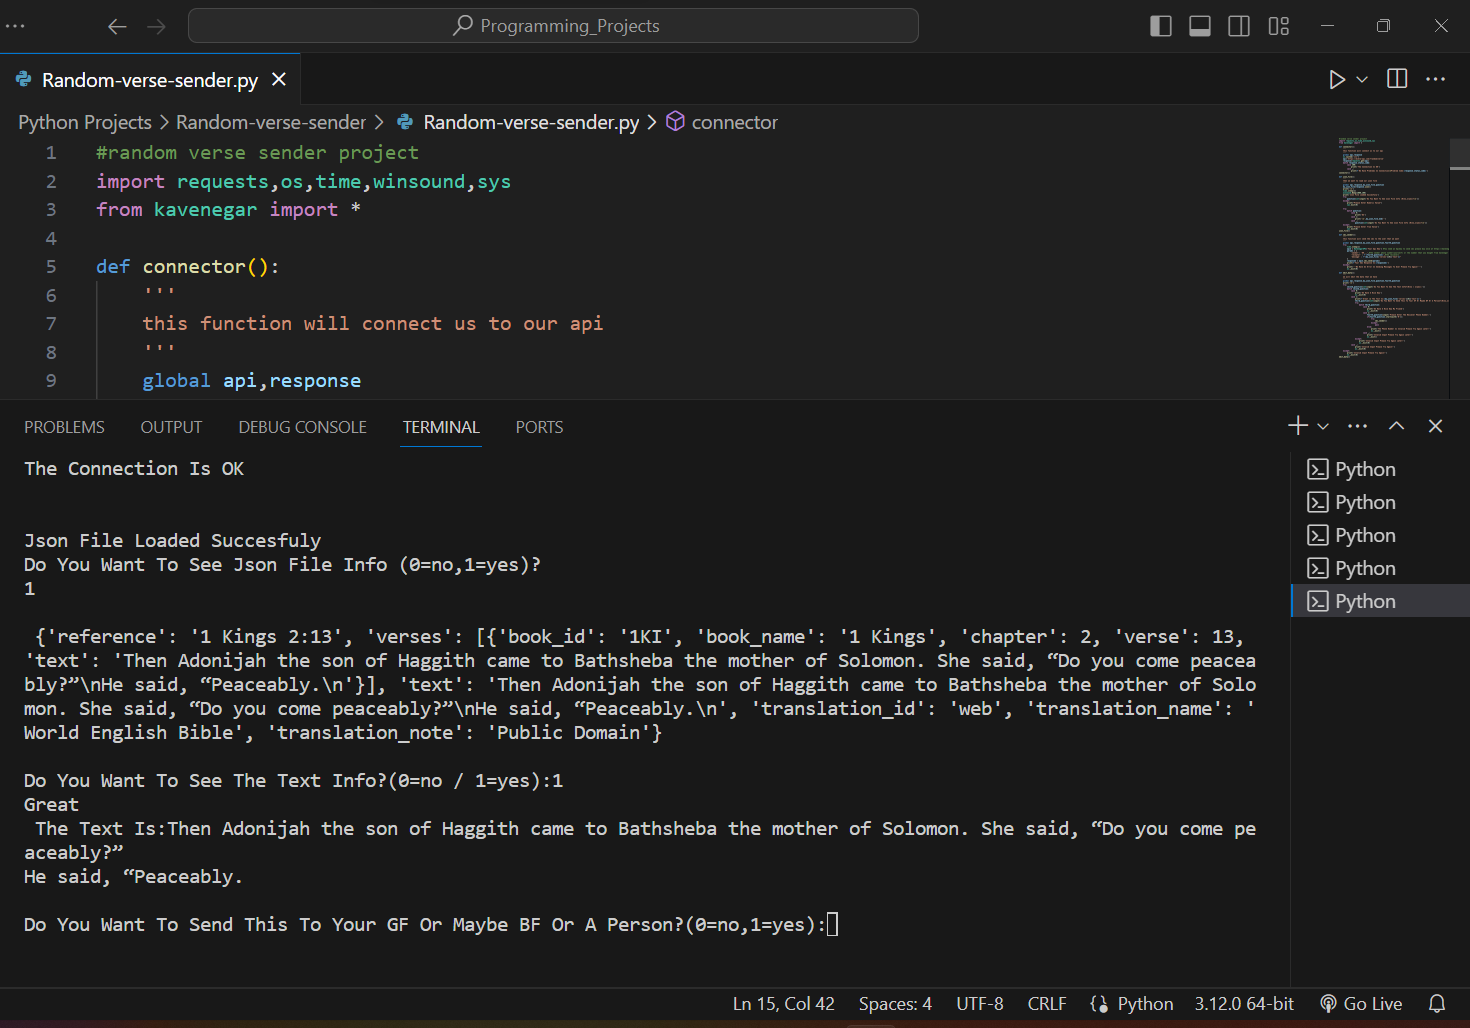 Programming_Projects
Random-verse-sender.py
Python Projects > Random-verse-sender > Random-verse-sender.py > connector
1 #random verse sender project
2 import requests,os,time,winsound,sys
3 from kavenegar import *
4
5 def connector():
6 '''
7 this function will connect us to our api
8 '''
9 global api,response
PROBLEMS OUTPUT DEBUG CONSOLE TERMINAL PORTS
The Connection Is OK
Json File Loaded Succesfuly
Do You Want To See Json File Info (0=no,1=yes)?
1
{'reference': '1 Kings 2:13', 'verses': [{'book_id': '1KI', 'book_name': '1 Kings', 'chapter': 2, 'verse': 13,
'text': 'Then Adonijah the son of Haggith came to Bathsheba the mother of Solomon. She said, “Do you come peacea
bly?”\nHe said, “Peaceably.\n'}], 'text': 'Then Adonijah the son of Haggith came to Bathsheba the mother of Solo
mon. She said, “Do you come peaceably?”\nHe said, “Peaceably.\n', 'translation_id': 'web', 'translation_name': '
World English Bible', 'translation_note': 'Public Domain'}
Do You Want To See The Text Info?(0=no / 1=yes):1
Great
The Text Is:Then Adonijah the son of Haggith came to Bathsheba the mother of Solomon. She said, “Do you come pe
aceably?”
He said, “Peaceably.
Do You Want To Send This To Your GF Or Maybe BF Or A Person?(0=no,1=yes):
Python
Python
Python
Python
Python
Ln 15, Col 42 Spaces: 4 UTF-8 CRLF Python 3.12.0 64-bit Go Live